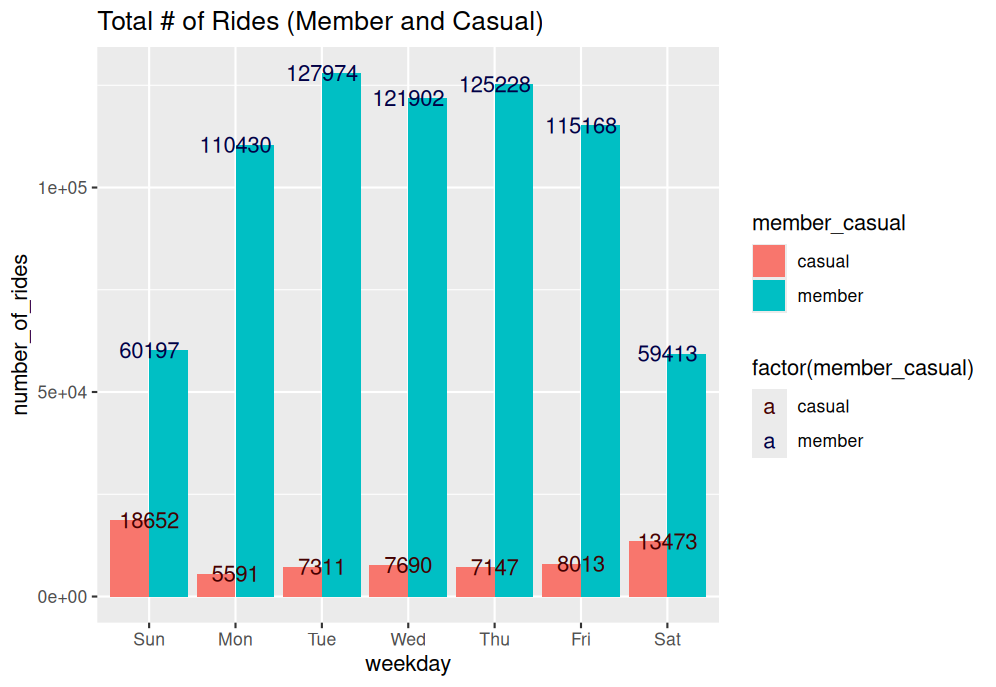 Total # of Rides (Member and Casual)
number_of_rides
1e+05
5e+04
0e+00
127974
125228
121902
115168
110430
60197
59413
18652
5591
7311
7690
7147
8013
13473
Sun Mon Tue Wed Thu Fri Sat
weekday
member_casual
casual
member
factor(member_casual)
a casual
a member